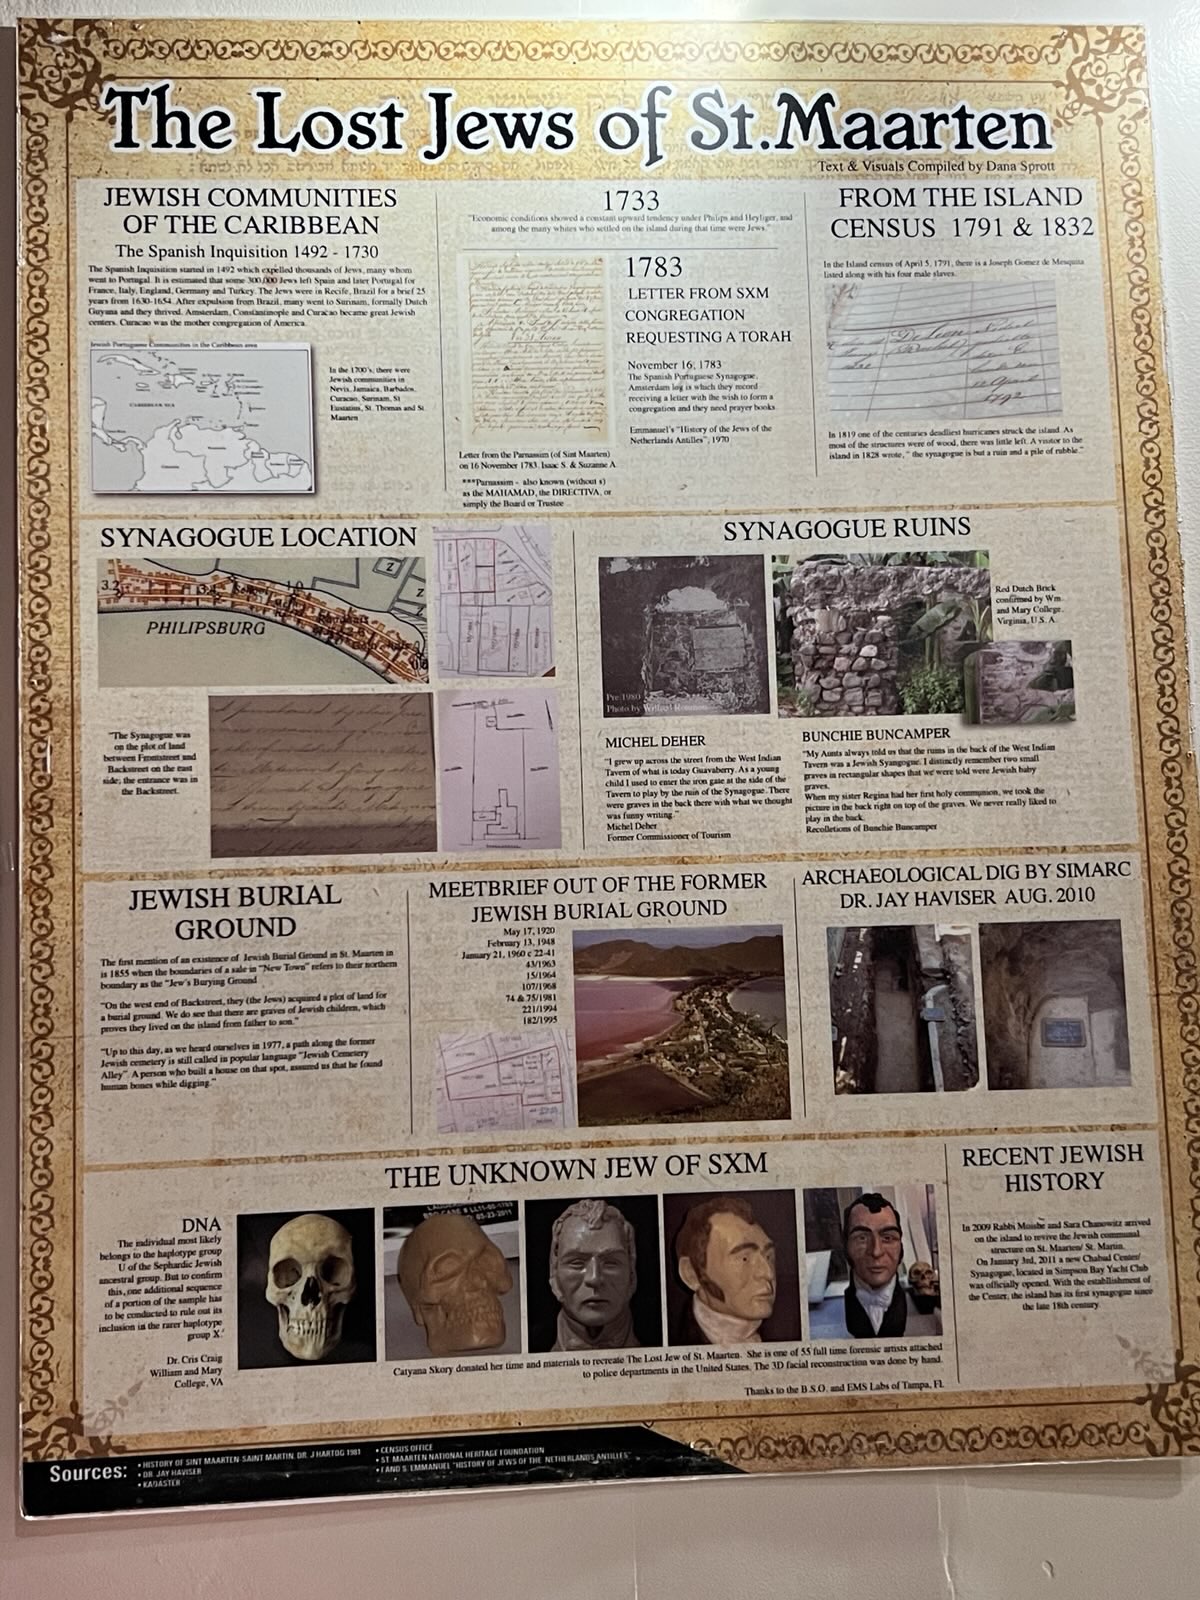 The Lost Jews of St.Maarten
Text & Visuals Compiled by Dana Sprott
JEWISH COMMUNITIES
OF THE CARIBBEAN
The Spanish Inquisition 1492 - 1730
The Spanish Inquisition started in 1492 which expelled thousands of Jews, many whom
went to Portugal. It is estimated that some 300,000 Jews left Spain and later Portugal for
France, Italy, England, Germany and Turkey. The Jews were in Recife, Brazil for a brief 25
years from 1630-1654. After expulsion from Brazil, many went to Surinam, formally Dutch
Guyana and they thrived. Amsterdam, Constantinople and Curacao became great Jewish
centers. Curacao was the mother congregation of America.
Jewish Portuguese Communities in the Caribbean area
CARIBBEAN SEA
In the 1700's, there were
Jewish communities in
Nevis, Jamaica, Barbados,
Curacao, Surinam, St
Eustatius, St. Thomas and St.
Maarten
1733
"Economic conditions showed a constant upward tendency under Philips and Heyliger, and
among the many whites who settled on the island during that time were Jews."
1783
LETTER FROM SXM
CONGREGATION
REQUESTING A TORAH
November 16, 1783
The Spanish Portuguese Synagogue,
Amsterdam log in which they record
receiving a letter with the wish to form a
congregation and they need prayer books
Emmanuel's "History of the Jews of the
Netherlands Antilles", 1970
Letter from the Parnassim (of Sint Maarten)
on 16 November 1783. Isaac S. & Suzanne A.
***Parnassim - also known (without s)
as the MAHAMAD, the DIRECTIVA, or
simply the Board or Trustee
FROM THE ISLAND
CENSUS 1791 & 1832
In the Island census of April 5, 1791, there is a Joseph Gomez de Mesquita
listed along with his four male slaves.
De Leon
1792
In 1819 one of the centuries deadliest hurricanes struck the island. As
most of the structures were of wood, there was little left. A visitor to the
island in 1828 wrote, " the synagogue is but a ruin and a pile of rubble."
SYNAGOGUE LOCATION
3.2
3.4
1.0
Z
Z
PHILIPSBURG
"The Synagogue was
on the plot of land
between Frontstreet and
Backstreet on the east
side; the entrance was in
the Backstreet.
SYNAGOGUE RUINS
Pre 1980
Photo by Wilfred
Red Dutch Brick
confirmed by Wm.
and Mary College,
Virginia, U.S.A.
MICHEL DEHER
"I grew up across the street from the West Indian
Tavern of what is today Guavaberry. As a young
child I used to enter the iron gate at the side of the
Tavern to play by the ruin of the Synagogue. There
were graves in the back there with what we thought
was funny writing."
Michel Deher
Former Commissioner of Tourism
BUNCHIE BUNCAMPER
"My Aunts always told us that the ruins in the back of the West Indian
Tavern was a Jewish Synagogue. I distinctly remember two small
graves in rectangular shapes that we were told were Jewish baby
graves.
When my sister Regina had her first holy communion, we took the
picture in the back right on top of the graves. We never really liked to
play in the back.
Recolletions of Bunchie Buncamper
JEWISH BURIAL
GROUND
The first mention of an existence of Jewish Burial Ground in St. Maarten in
is 1855 when the boundaries of a sale in "New Town" refers to their northern
boundary as the "Jew's Burying Ground
"On the west end of Backstreet, they (the Jews) acquired a plot of land for
a burial ground. We do see that there are graves of Jewish children, which
proves they lived on the island from father to son."
"Up to this day, as we heard ourselves in 1977, a path along the former
Jewish cemetery is still called in popular language "Jewish Cemetery
Alley". A person who built a house on that spot, assured us that he found
human bones while digging."
MEETBRIEF OUT OF THE FORMER
JEWISH BURIAL GROUND
May 17, 1920
February 13, 1948
January 21, 1960 c 22-41
43/1963
15/1964
107/1968
74 & 75/1981
221/1994
182/1995
ARCHAEOLOGICAL DIG BY SIMARC
DR. JAY HAVISER AUG. 2010
THE UNKNOWN JEW OF SXM
DNA
The individual most likely
belongs to the haplotype group
U of the Sephardic Jewish
ancestral group. But to confirm
this, one additional sequence
of a portion of the sample has
to be conducted to rule out its
inclusion in the rarer haplotype
group X.'
Dr. Cris Craig
William and Mary
College, VA
Catyana Skory donated her time and materials to recreate The Lost Jew of St. Maarten. She is one of 55 full time forensic artists attached
to police departments in the United States. The 3D facial reconstruction was done by hand.
Thanks to the B.S.O. and EMS Labs of Tampa, FL
RECENT JEWISH
HISTORY
In 2009 Rabbi Moishe and Sara Chanowitz arrived
on the island to revive the Jewish communal
structure on St. Maarten/ St. Martin.
On January 3rd, 2011 a new Chabad Center/
Synagogue, located in Simpson Bay Yacht Club
was officially opened. With the establishment of
the Center, the island has its first synagogue since
the late 18th century.
Sources:
• HISTORY OF SINT MAARTEN SAINT MARTIN, DR. J HARTOG 1981
• DR JAY HAVISER
• KADASTER
• CENSUS OFFICE
• ST MAARTEN NATIONAL HERITAGE FOUNDATION
• I AND S. EMMANUEL "HISTORY OF JEWS OF THE NETHERLANDS ANTILLES"